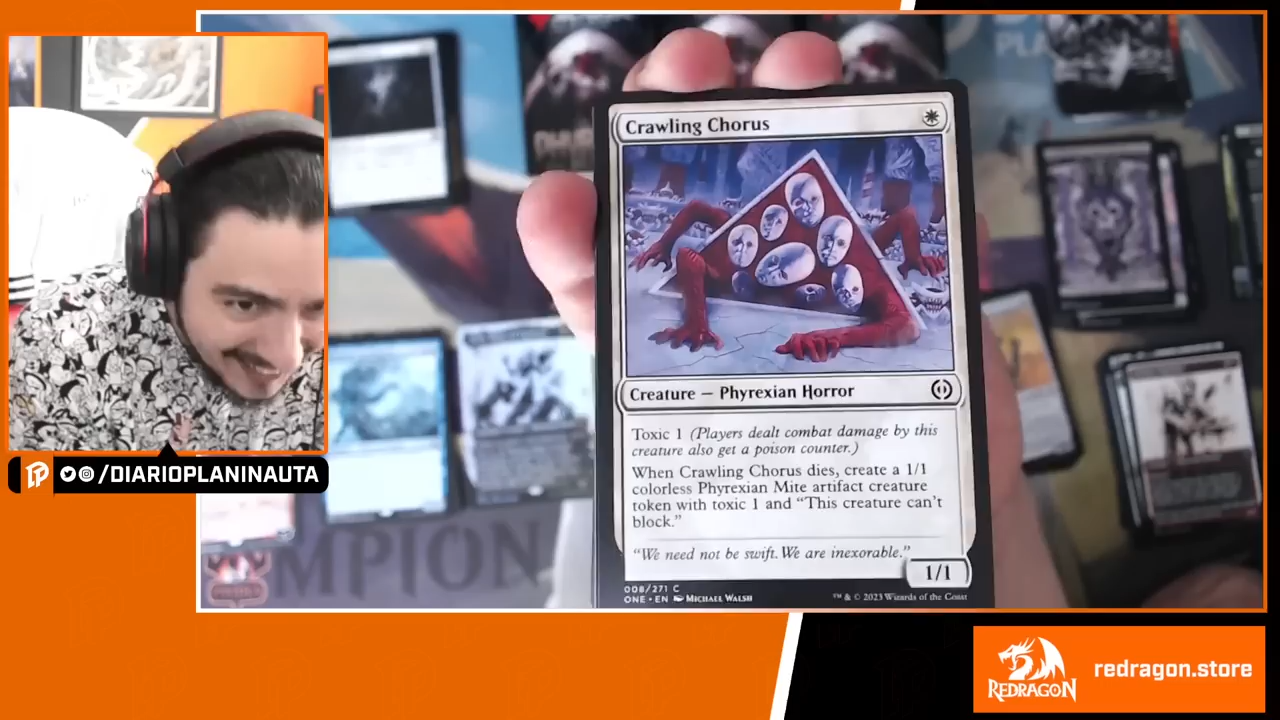 Crawling Chorus
Creature — Phyrexian Horror
Toxic 1 (Players dealt combat damage by this
creature also get a poison counter.)
When Crawling Chorus dies, create a 1/1
colorless Phyrexian Mite artifact creature
token with toxic 1 and “This creature can’t
block.”
“We need not be swift. We are inexorable.”
1/1
008/271 C
ONE • EN MICHAEL WALSH
™ & © 2023 Wizards of the Coast
/DIARIOPLANINAUTA
MPION
REDRAGON
redragon.store